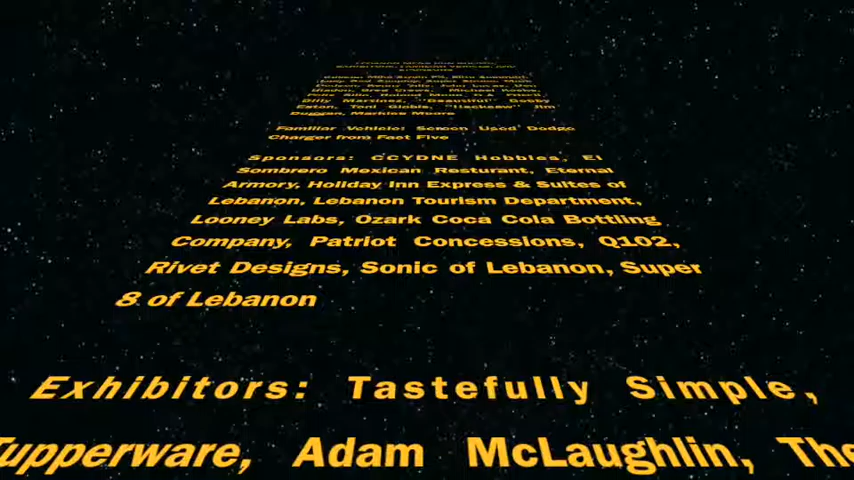 Billy Martinez, "Beautiful" Bobby
Eaton, Toni Globla, "Hacksaw" Jim
Duggan, Markiss Moore
Familiar Vehicle: Screen Used Dodge
Charger from Fast Five
Sponsors: CCYDNE Hobbies, El
Sombrero Mexican Resturant, Eternal
Armory, Holiday Inn Express & Suites of
Lebanon, Lebanon Tourism Department,
Looney Labs, Ozark Coca Cola Bottling
Company, Patriot Concessions, Q102,
Rivet Designs, Sonic of Lebanon, Super
8 of Lebanon
Exhibitors: Tastefully Simple,
Tupperware, Adam McLaughlin, The